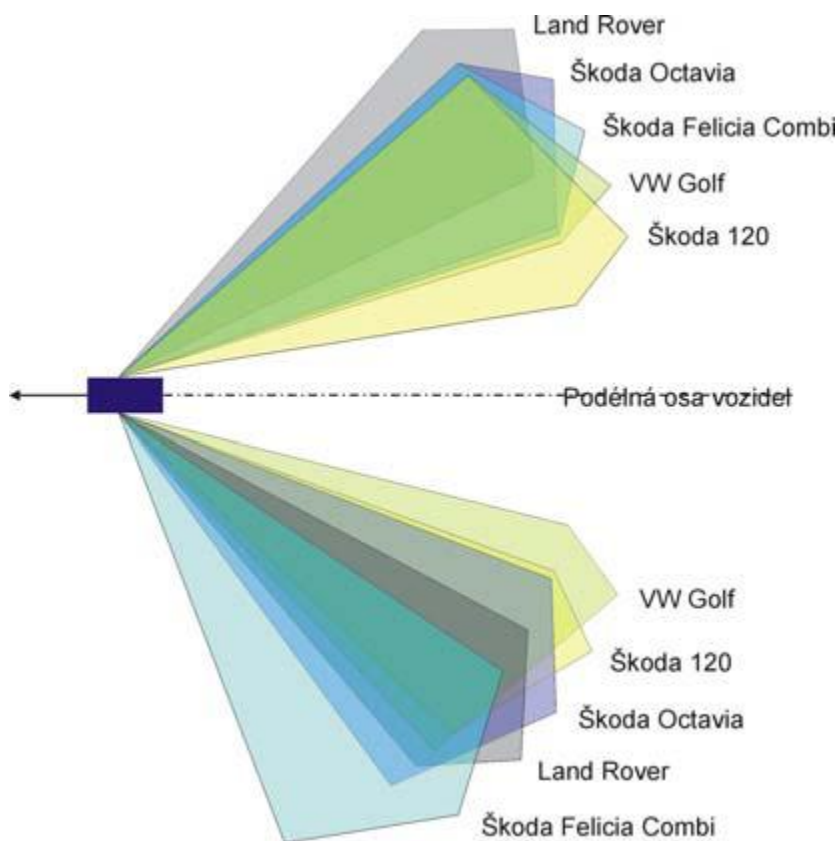 Land Rover
Škoda Octavia
Škoda Felicia Combi
VW Golf
Škoda 120
Podélná osa vozidel
VW Golf
Škoda 120
Škoda Octavia
Land Rover
Škoda Felicia Combi